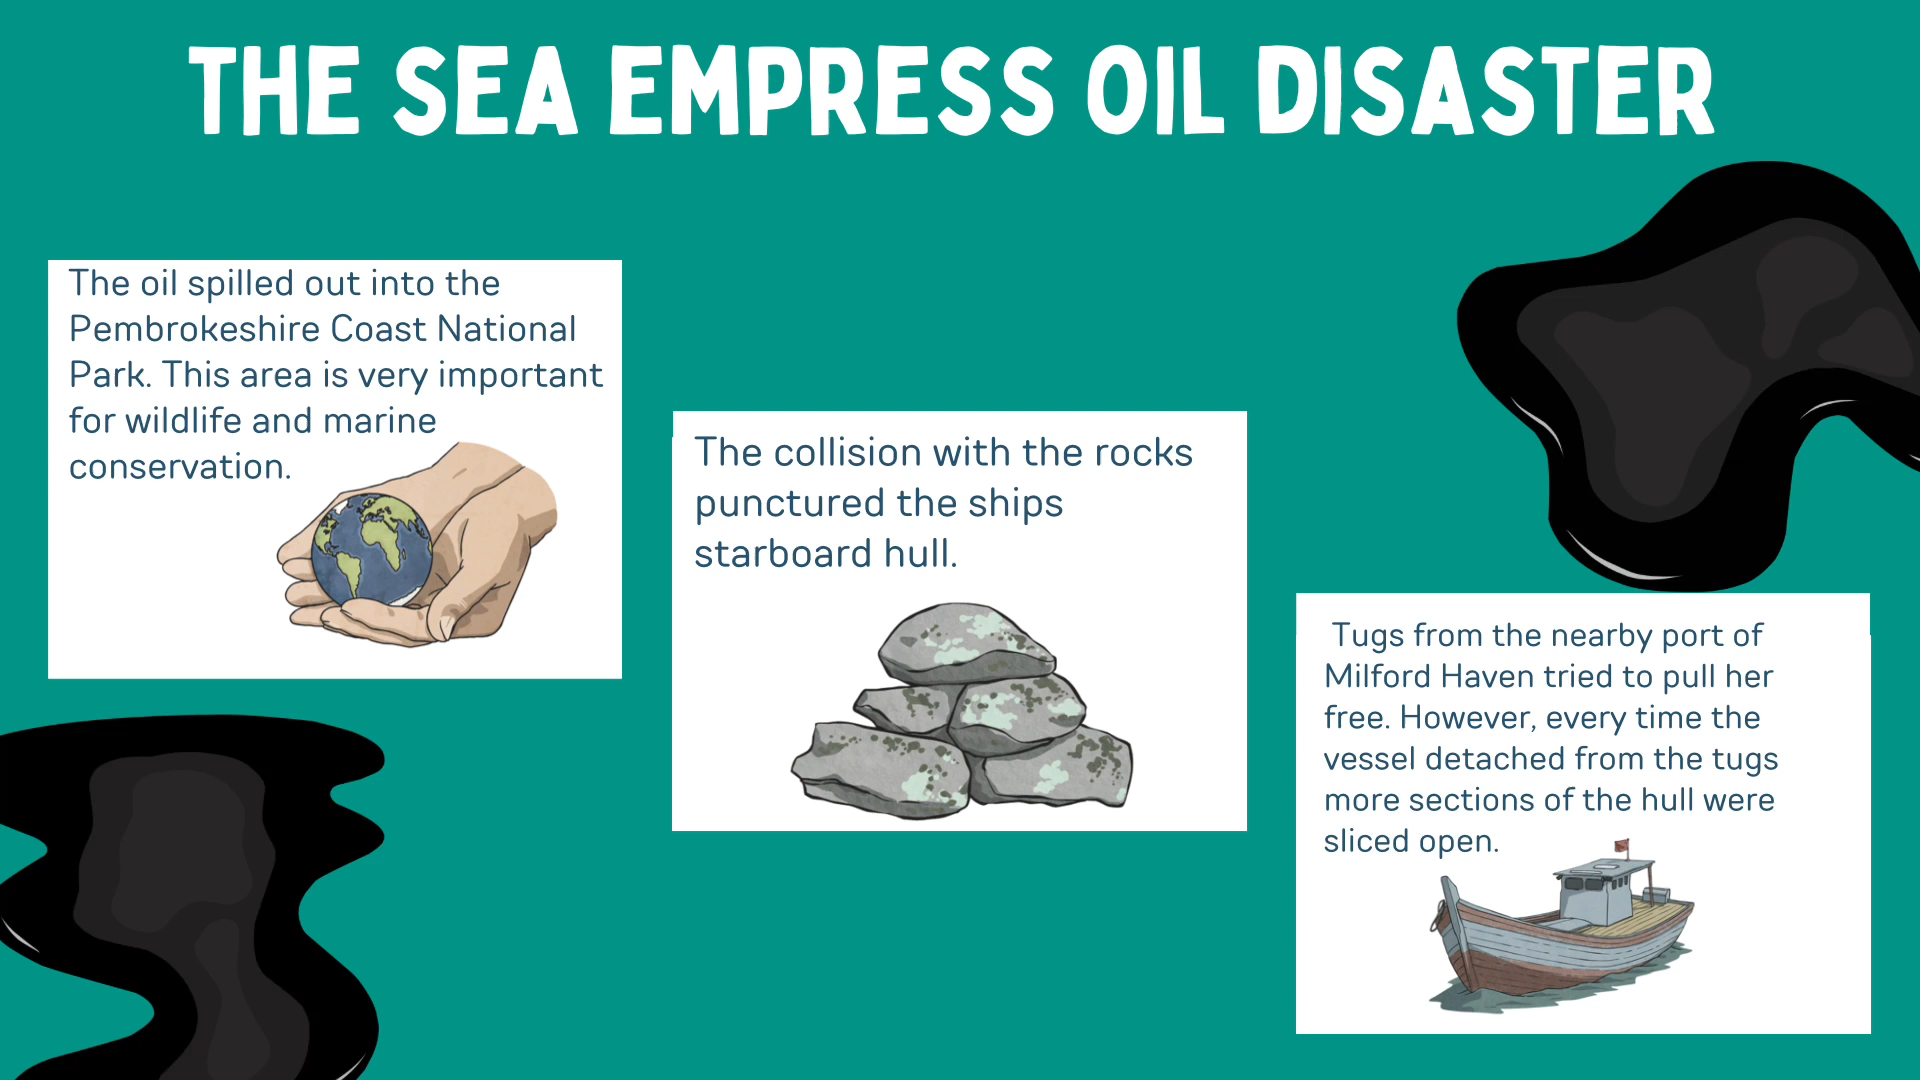 THE SEA EMPRESS OIL DISASTER
The oil spilled out into the
Pembrokeshire Coast National
Park. This area is very important
for wildlife and marine
conservation.
The collision with the rocks
punctured the ships
starboard hull.
Tugs from the nearby port of
Milford Haven tried to pull her
free. However, every time the
vessel detached from the tugs
more sections of the hull were
sliced open.